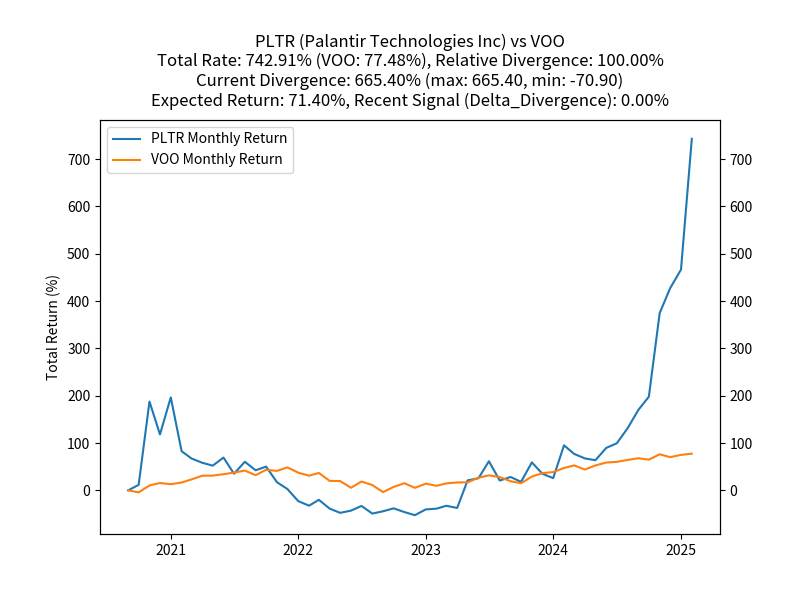 PLTR (Palantir Technologies Inc) vs VOO
Total Rate: 742.91% (VOO: 77.48%), Relative Divergence: 100.00%
Current Divergence: 665.40% (max: 665.40, min: -70.90)
Expected Return: 71.40%, Recent Signal (Delta_Divergence): 0.00%
PLTR Monthly Return
VOO Monthly Return
Total Return (%)
700 700
600 600
500 500
400 400
300 300
200 200
100 100
0 0
2021 2022 2023 2024 2025